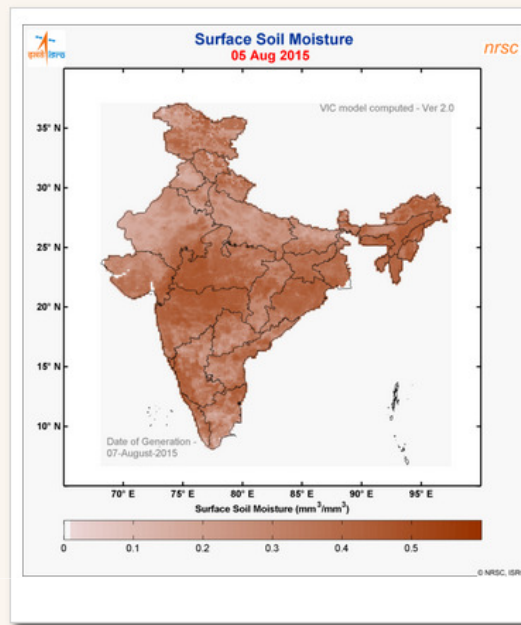 इसरो isro
Surface Soil Moisture
05 Aug 2015
nrsc
VIC model computed - Ver 2.0
35° N
30° N
25° N
20° N
15° N
10° N
Date of Generation -
07-August-2015
70° E 75° E 80° E 85° E 90° E 95° E
Surface Soil Moisture (mm³/mm³)
0 0.1 0.2 0.3 0.4 0.5
© NRSC, ISR